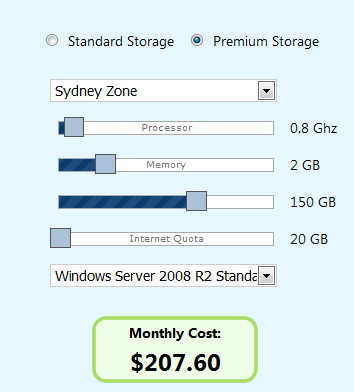 Standard Storage Premium Storage
Sydney Zone
Processor 0.8 Ghz
Memory 2 GB
150 GB
Internet Quota 20 GB
Windows Server 2008 R2 Standa
Monthly Cost:
$207.60